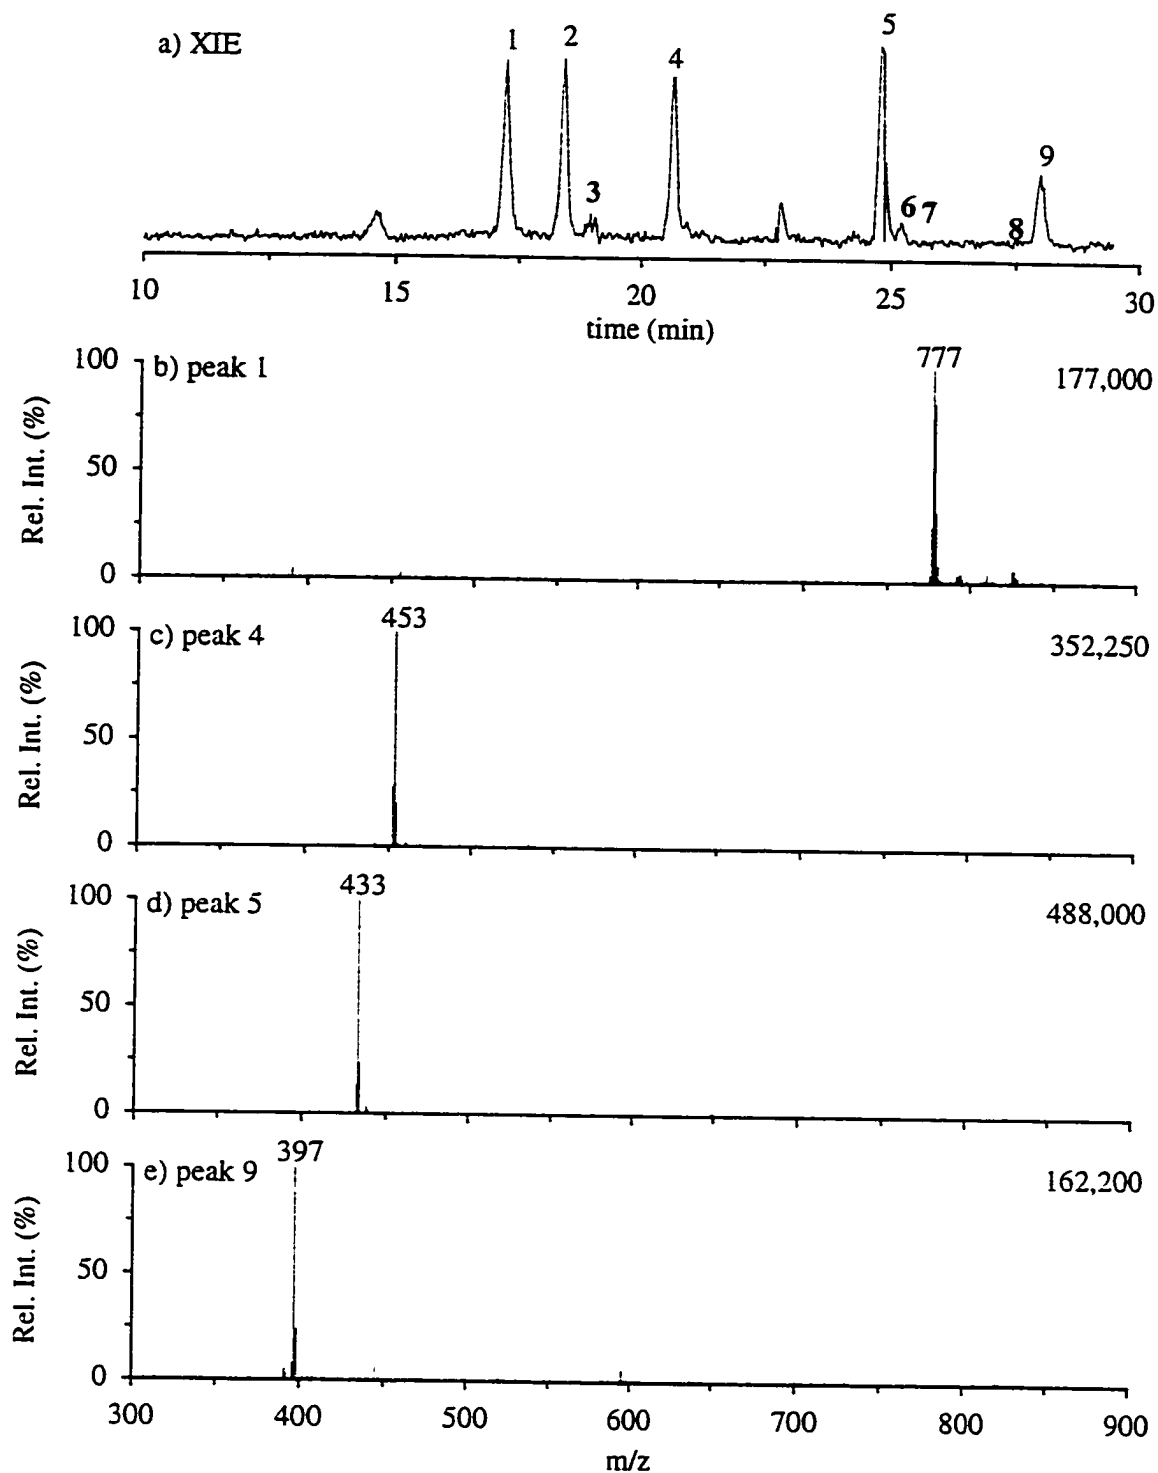 a) XIE
1 2 3 4 5 6 7 8 9
10 15 20 25 30
time (min)
b) peak 1
777
177,000
100
50
0
Rel. Int. (%)
c) peak 4
453
352,250
100
50
0
Rel. Int. (%)
d) peak 5
433
488,000
100
50
0
Rel. Int. (%)
e) peak 9
397
162,200
100
50
0
Rel. Int. (%)
300 400 500 600 700 800 900
m/z